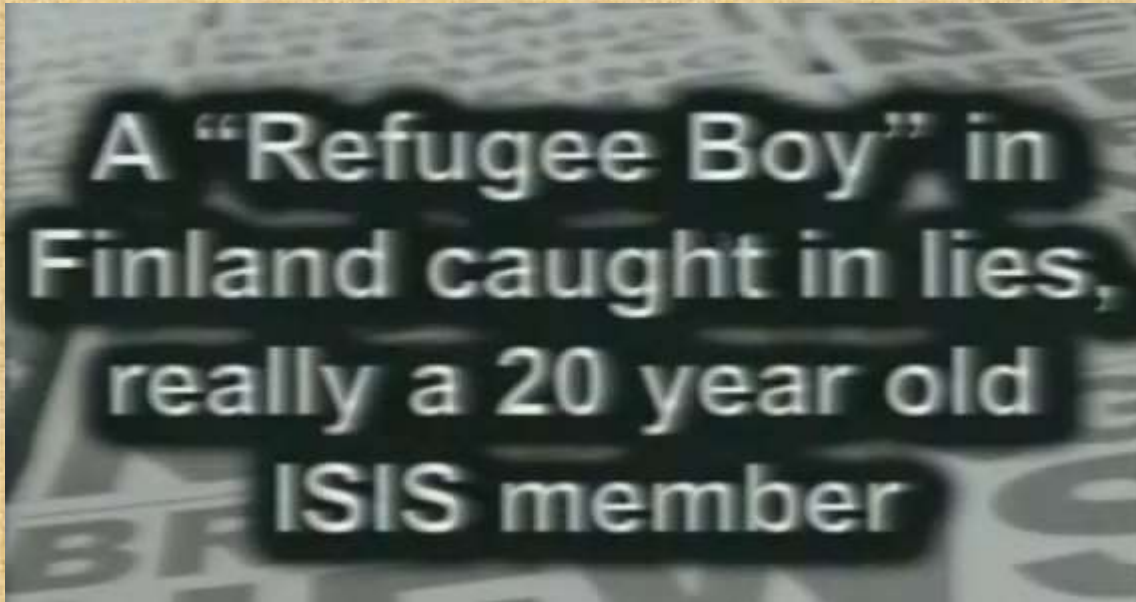 A “Refugee Boy” in
Finland caught in lies,
really a 20 year old
ISIS member